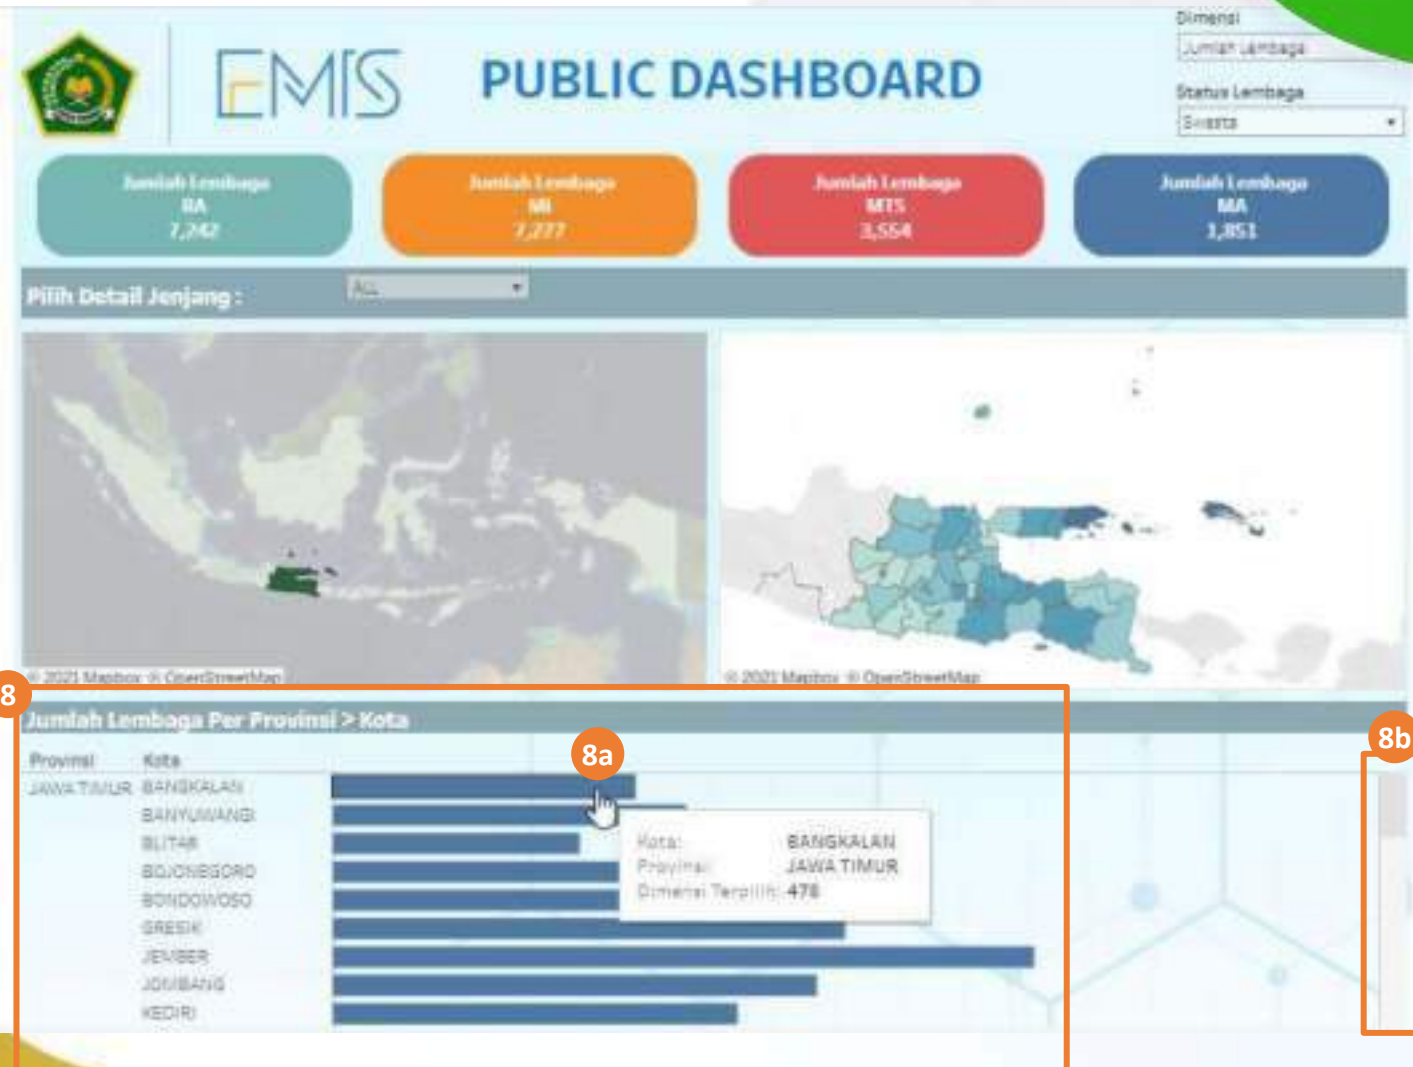 Dimensi
Jumlah Lembaga
EMIS
PUBLIC DASHBOARD
Status Lembaga
Swasta
Jumlah Lembaga
RA
7,242
Jumlah Lembaga
MI
7,277
Jumlah Lembaga
MTS
3,554
Jumlah Lembaga
MA
1,851
Pilih Detail Jenjang :
ALL
© 2021 Mapbox © OpenStreetMap
© 2021 Mapbox © OpenStreetMap
8
Jumlah Lembaga Per Provinsi > Kota
8a
8b
Provinsi Kota
JAWA TIMUR BANGKALAN
BANYUWANGI
BLITAR
BOJONEGORO
BONDOWOSO
GRESIK
JEMBER
JOMBANG
KEDIRI
Kota: BANGKALAN
Provinsi: JAWA TIMUR
Dimensi Terpilih: 478